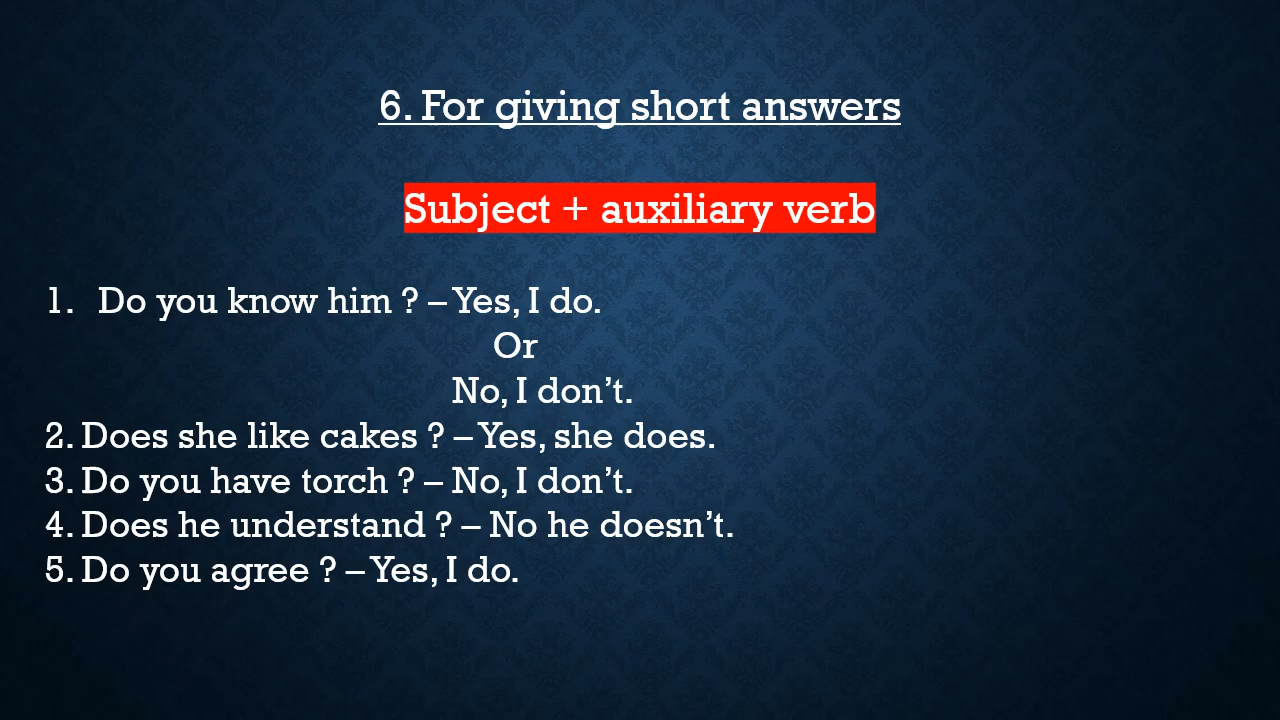 6. For giving short answers
Subject + auxiliary verb
1. Do you know him ? – Yes, I do.
Or
No, I don’t.
2. Does she like cakes ? – Yes, she does.
3. Do you have torch ? – No, I don’t.
4. Does he understand ? – No he doesn’t.
5. Do you agree ? – Yes, I do.